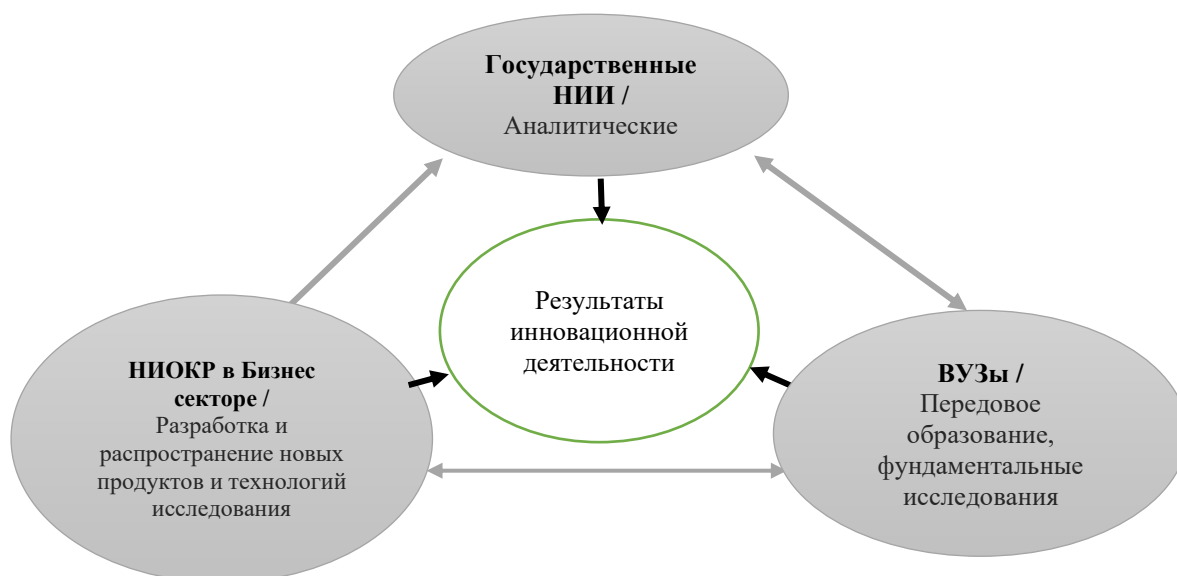 Государственные
НИИ /
Аналитические
Результаты
инновационной
деятельности
НИОКР в Бизнес
секторе /
Разработка и
распространение новых
продуктов и технологий
исследования
ВУЗы /
Передовое
образование,
фундаментальные
исследования